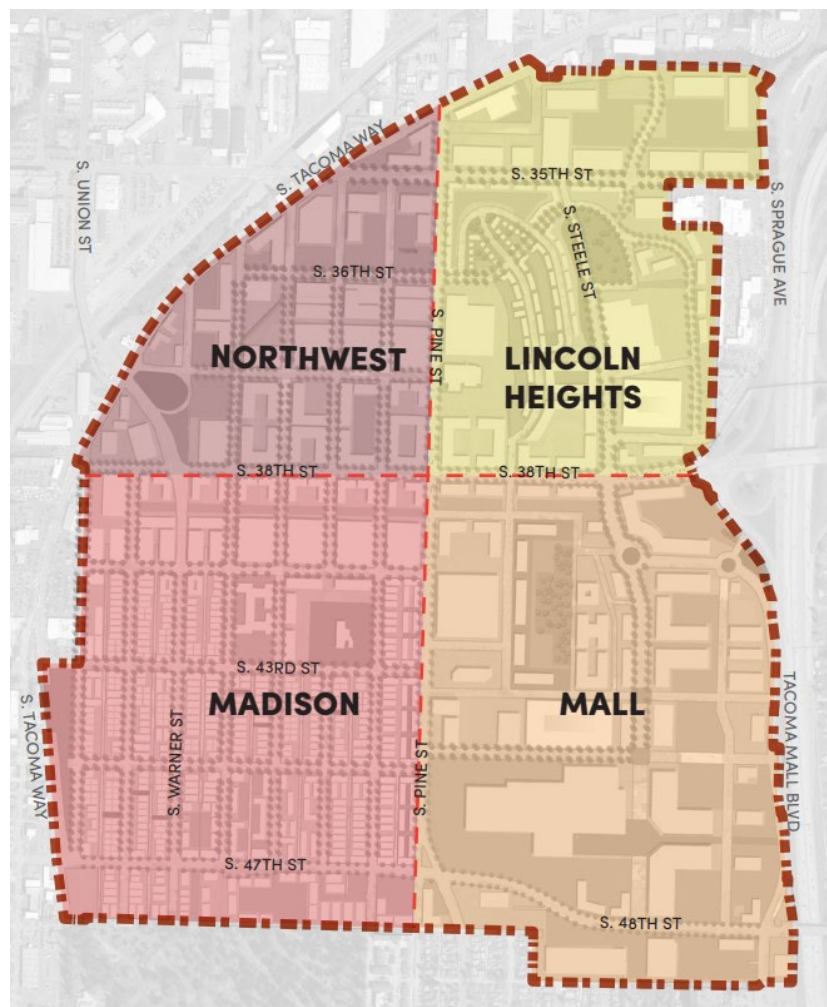 S. TACOMA WAY
S. UNION ST
S. 35TH ST
S. SPRAGUE AVE
S. STEELE ST
S. 36TH ST
S. PINE ST
NORTHWEST
LINCOLN
HEIGHTS
S. 38TH ST
S. 38TH ST
S. 43RD ST
MADISON
MALL
S. TACOMA WAY
S. WARNER ST
S. PINE ST
TACOMA MALL BLVD
S. 47TH ST
S. 48TH ST